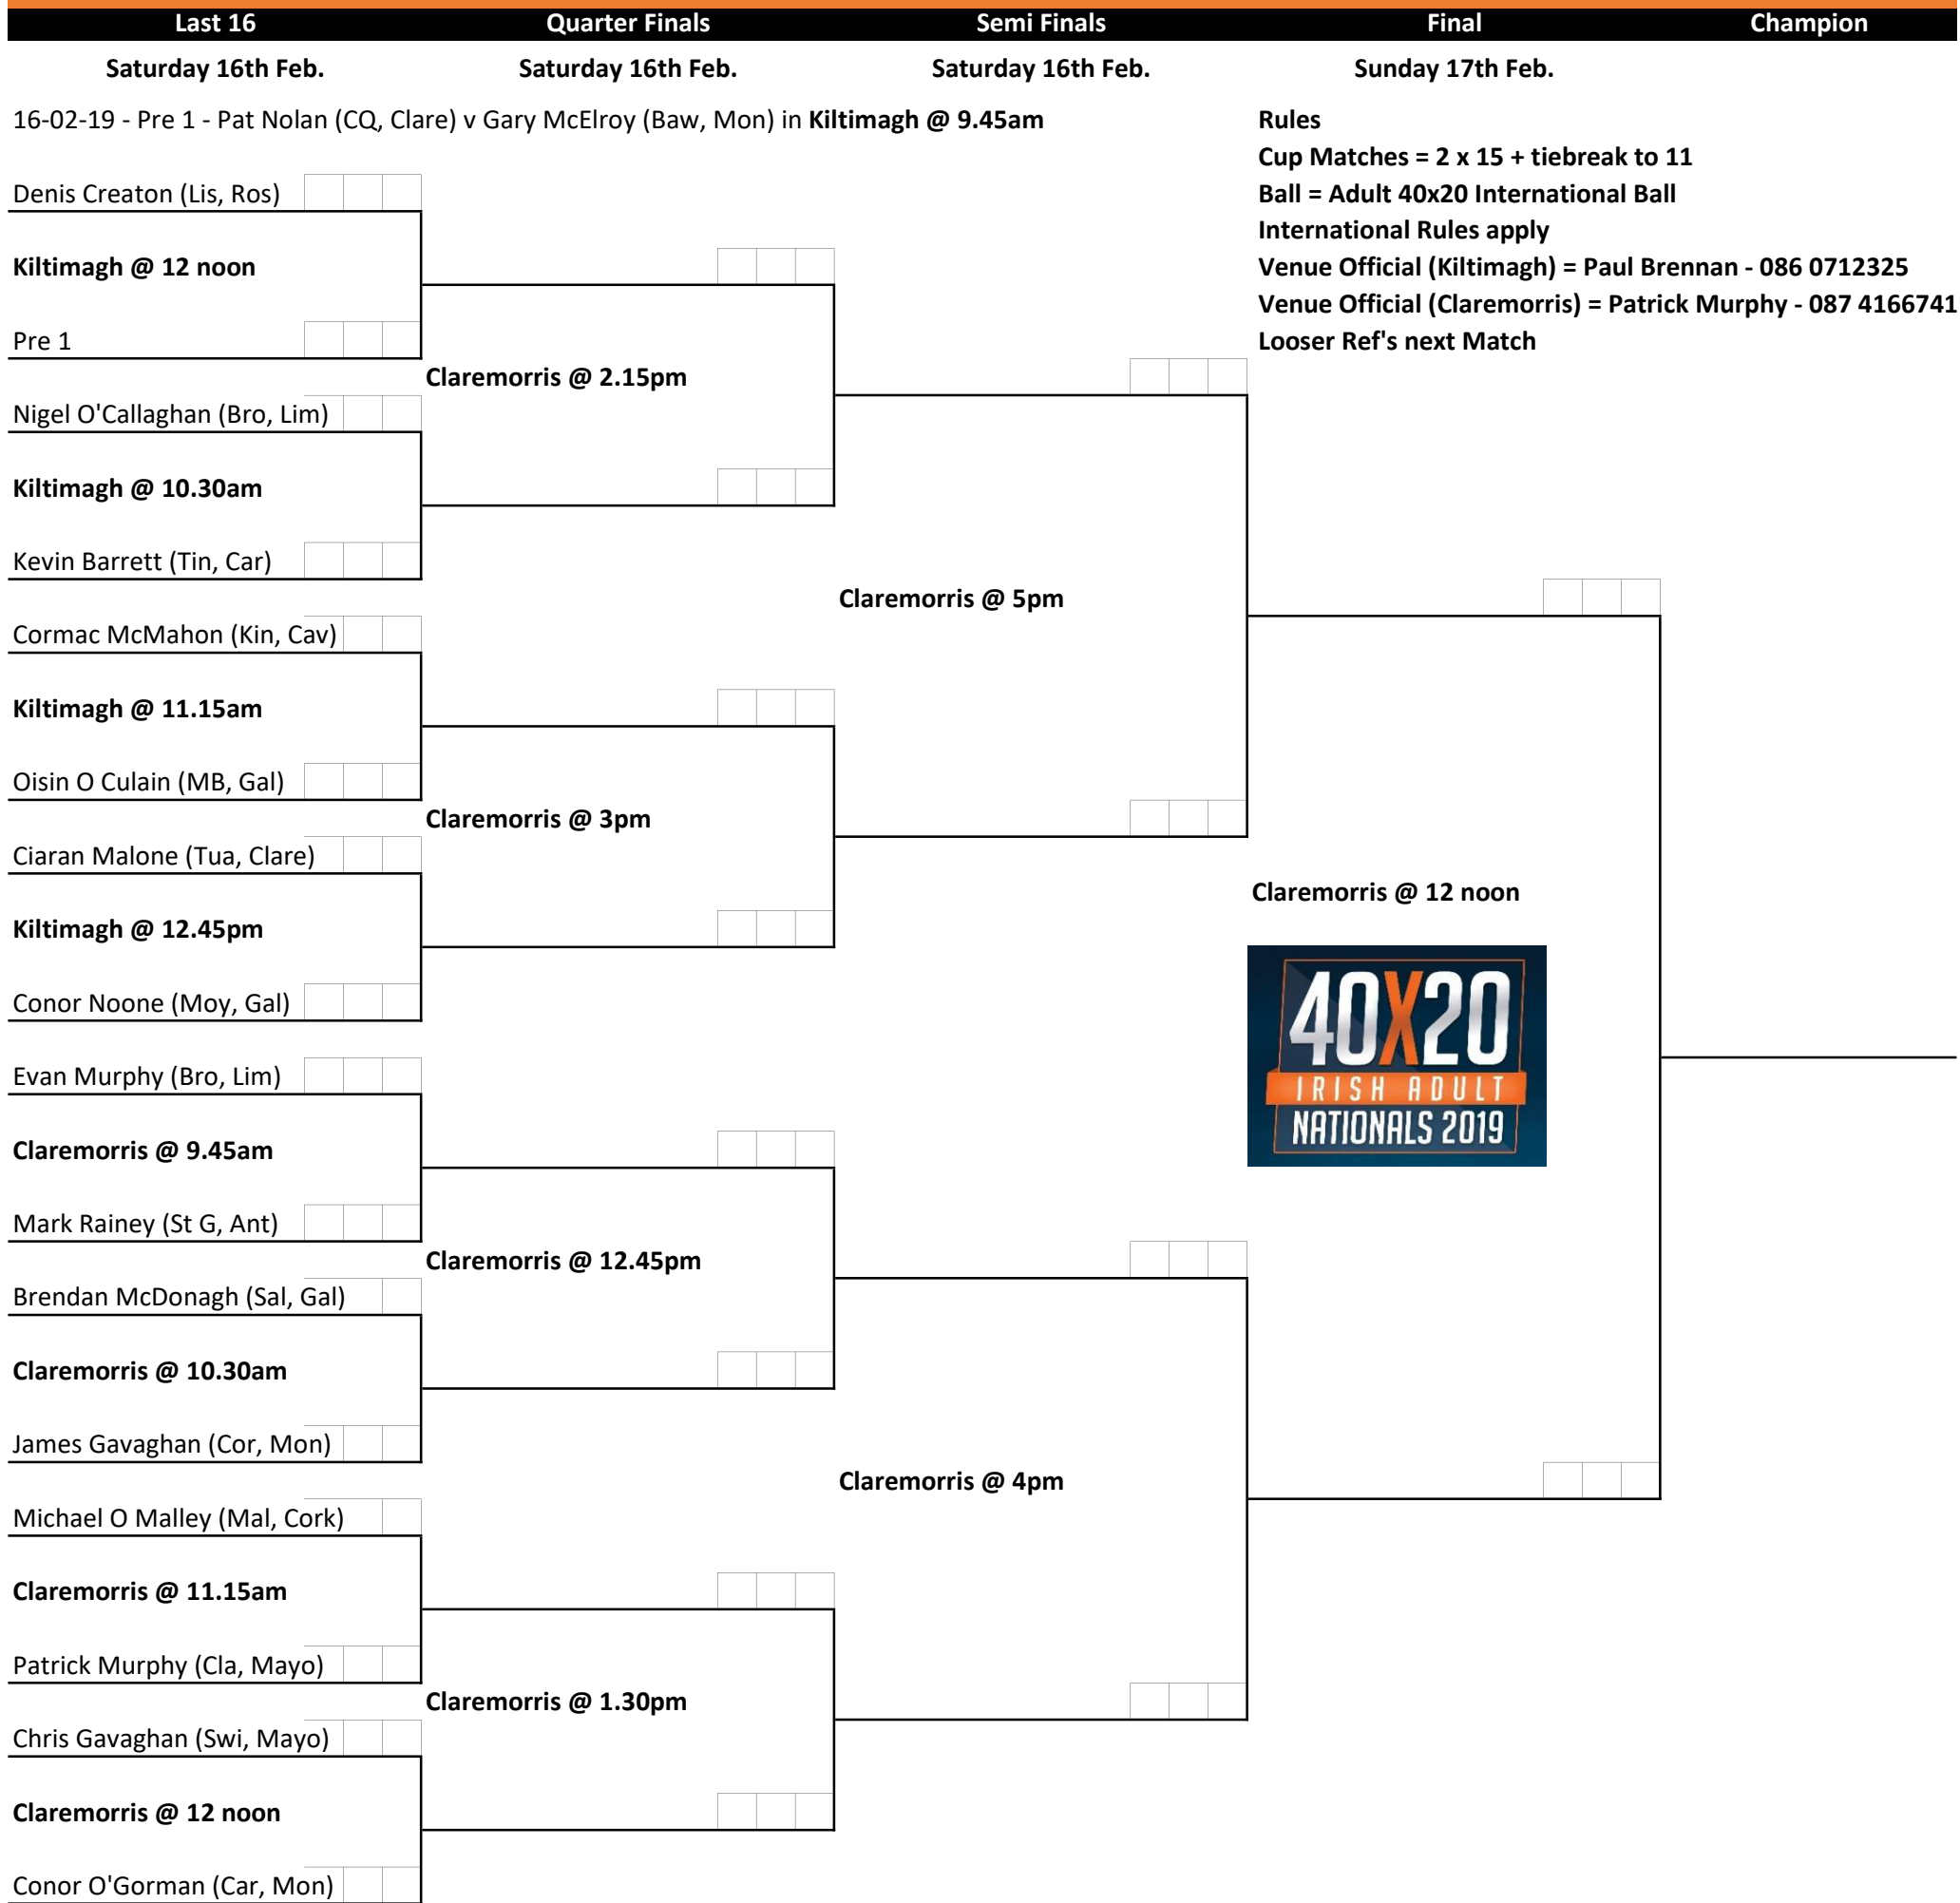 Last 16 Quarter Finals Semi Finals Final Champion
Saturday 16th Feb. Saturday 16th Feb. Saturday 16th Feb. Sunday 17th Feb.
16-02-19 - Pre 1 - Pat Nolan (CQ, Clare) v Gary McElroy (Baw, Mon) in Kiltimagh @ 9.45am
Rules
Cup Matches = 2 x 15 + tiebreak to 11
Ball = Adult 40x20 International Ball
International Rules apply
Venue Official (Kiltimagh) = Paul Brennan - 086 0712325
Venue Official (Claremorris) = Patrick Murphy - 087 4166741
Looser Ref's next Match
Denis Creaton (Lis, Ros)
Kiltimagh @ 12 noon
Pre 1
Claremorris @ 2.15pm
Nigel O'Callaghan (Bro, Lim)
Kiltimagh @ 10.30am
Kevin Barrett (Tin, Car)
Claremorris @ 5pm
Cormac McMahon (Kin, Cav)
Kiltimagh @ 11.15am
Oisin O Culain (MB, Gal)
Claremorris @ 3pm
Ciaran Malone (Tua, Clare)
Claremorris @ 12 noon
Kiltimagh @ 12.45pm
Conor Noone (Moy, Gal)
40X20
IRISH ADULT
NATIONALS 2019
Evan Murphy (Bro, Lim)
Claremorris @ 9.45am
Mark Rainey (St G, Ant)
Claremorris @ 12.45pm
Brendan McDonagh (Sal, Gal)
Claremorris @ 10.30am
James Gavaghan (Cor, Mon)
Claremorris @ 4pm
Michael O Malley (Mal, Cork)
Claremorris @ 11.15am
Patrick Murphy (Cla, Mayo)
Claremorris @ 1.30pm
Chris Gavaghan (Swi, Mayo)
Claremorris @ 12 noon
Conor O'Gorman (Car, Mon)